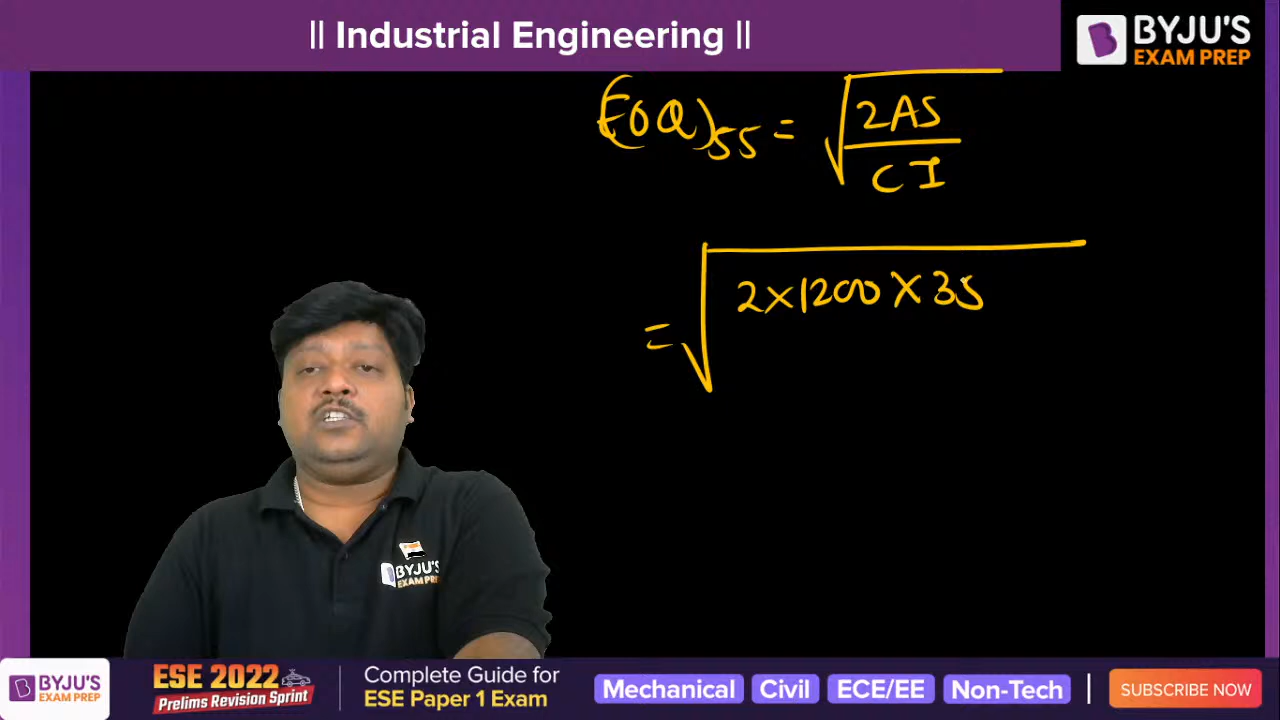 || Industrial Engineering ||
BYJU'S
EXAM PREP
(EOQ)55 = √2AS
CI
= √2×1200×35
BYJU'S
EXAM PREP
BYJU'S
EXAM PREP
ESE 2022
Prelims Revision Sprint
Complete Guide for
ESE Paper 1 Exam
Mechanical Civil ECE/EE Non-Tech
SUBSCRIBE NOW